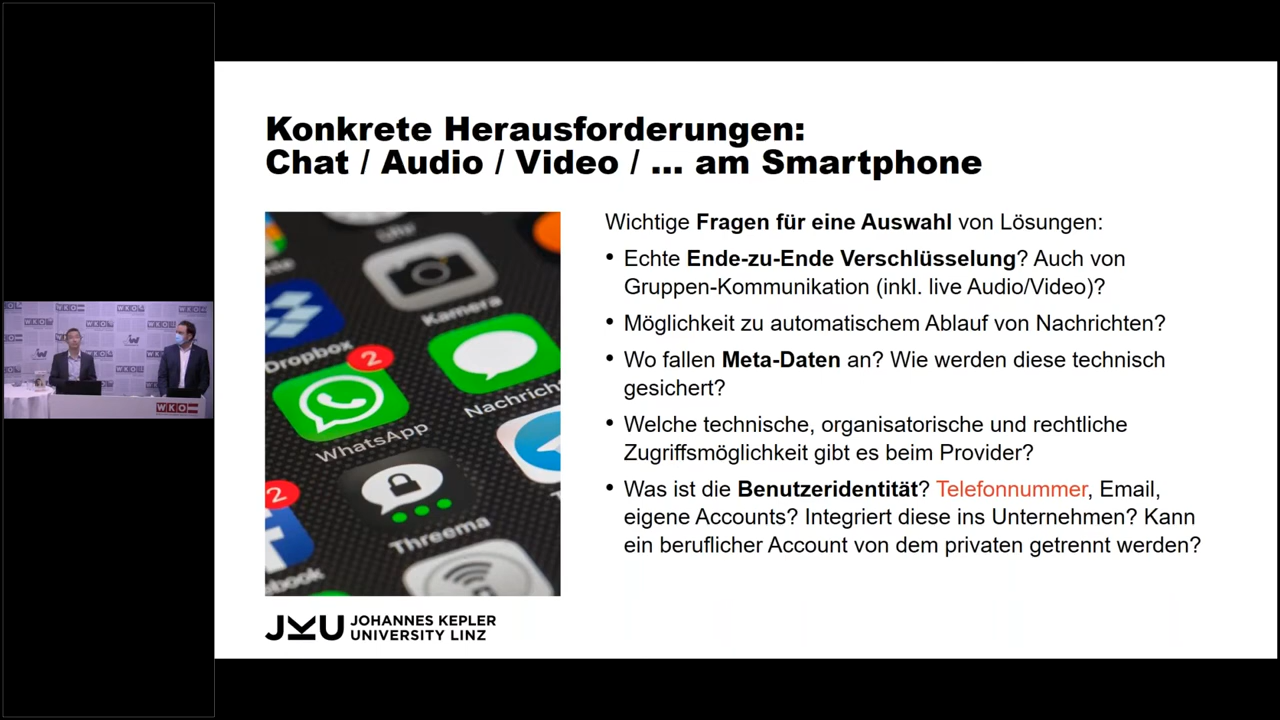 Konkrete Herausforderungen:
Chat / Audio / Video / ... am Smartphone
Wichtige Fragen für eine Auswahl von Lösungen:
• Echte Ende-zu-Ende Verschlüsselung? Auch von
Gruppen-Kommunikation (inkl. live Audio/Video)?
• Möglichkeit zu automatischem Ablauf von Nachrichten?
• Wo fallen Meta-Daten an? Wie werden diese technisch
gesichert?
• Welche technische, organisatorische und rechtliche
Zugriffsmöglichkeit gibt es beim Provider?
• Was ist die Benutzeridentität? Telefonnummer, Email,
eigene Accounts? Integriert diese ins Unternehmen? Kann
ein beruflicher Account von dem privaten getrennt werden?
Uhr
Kamera
Dropbox
2
Nachrich
WhatsApp
2
Threema
ebook
JKU JOHANNES KEPLER
UNIVERSITY LINZ
WKO